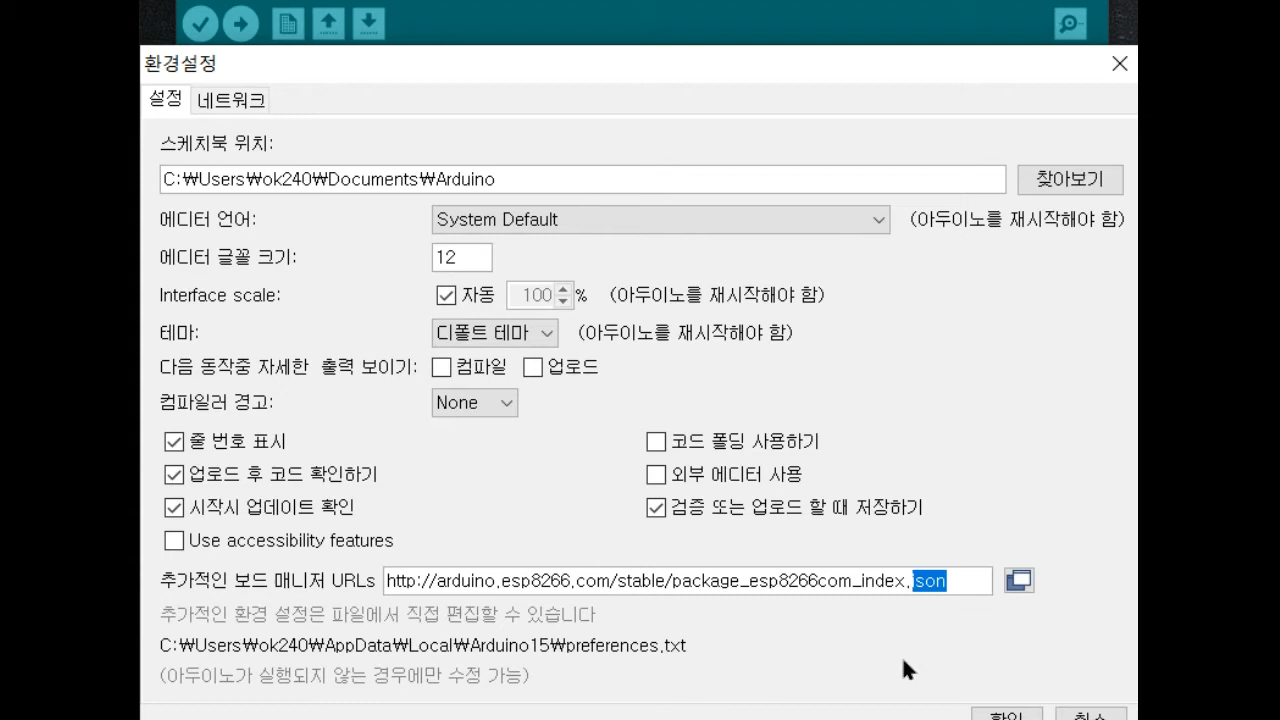 환경설정
설정 네트워크
스케치북 위치:
C:₩Users₩ok240₩Documents₩Arduino 찾아보기
에디터 언어: System Default (아두이노를 재시작해야 함)
에디터 글꼴 크기: 12
Interface scale: 자동 100 % (아두이노를 재시작해야 함)
테마: 디폴트 테마 (아두이노를 재시작해야 함)
다음 동작중 자세한 출력 보이기: 컴파일 업로드
컴파일러 경고: None
줄 번호 표시 코드 폴딩 사용하기
업로드 후 코드 확인하기 외부 에디터 사용
시작시 업데이트 확인 검증 또는 업로드 할 때 저장하기
Use accessibility features
추가적인 보드 매니저 URLs http://arduino.esp8266.com/stable/package_esp8266com_index.json
추가적인 환경 설정은 파일에서 직접 편집할 수 있습니다
C:₩Users₩ok240₩AppData₩Local₩Arduino15₩preferences.txt
(아두이노가 실행되지 않는 경우에만 수정 가능)
확인 취소